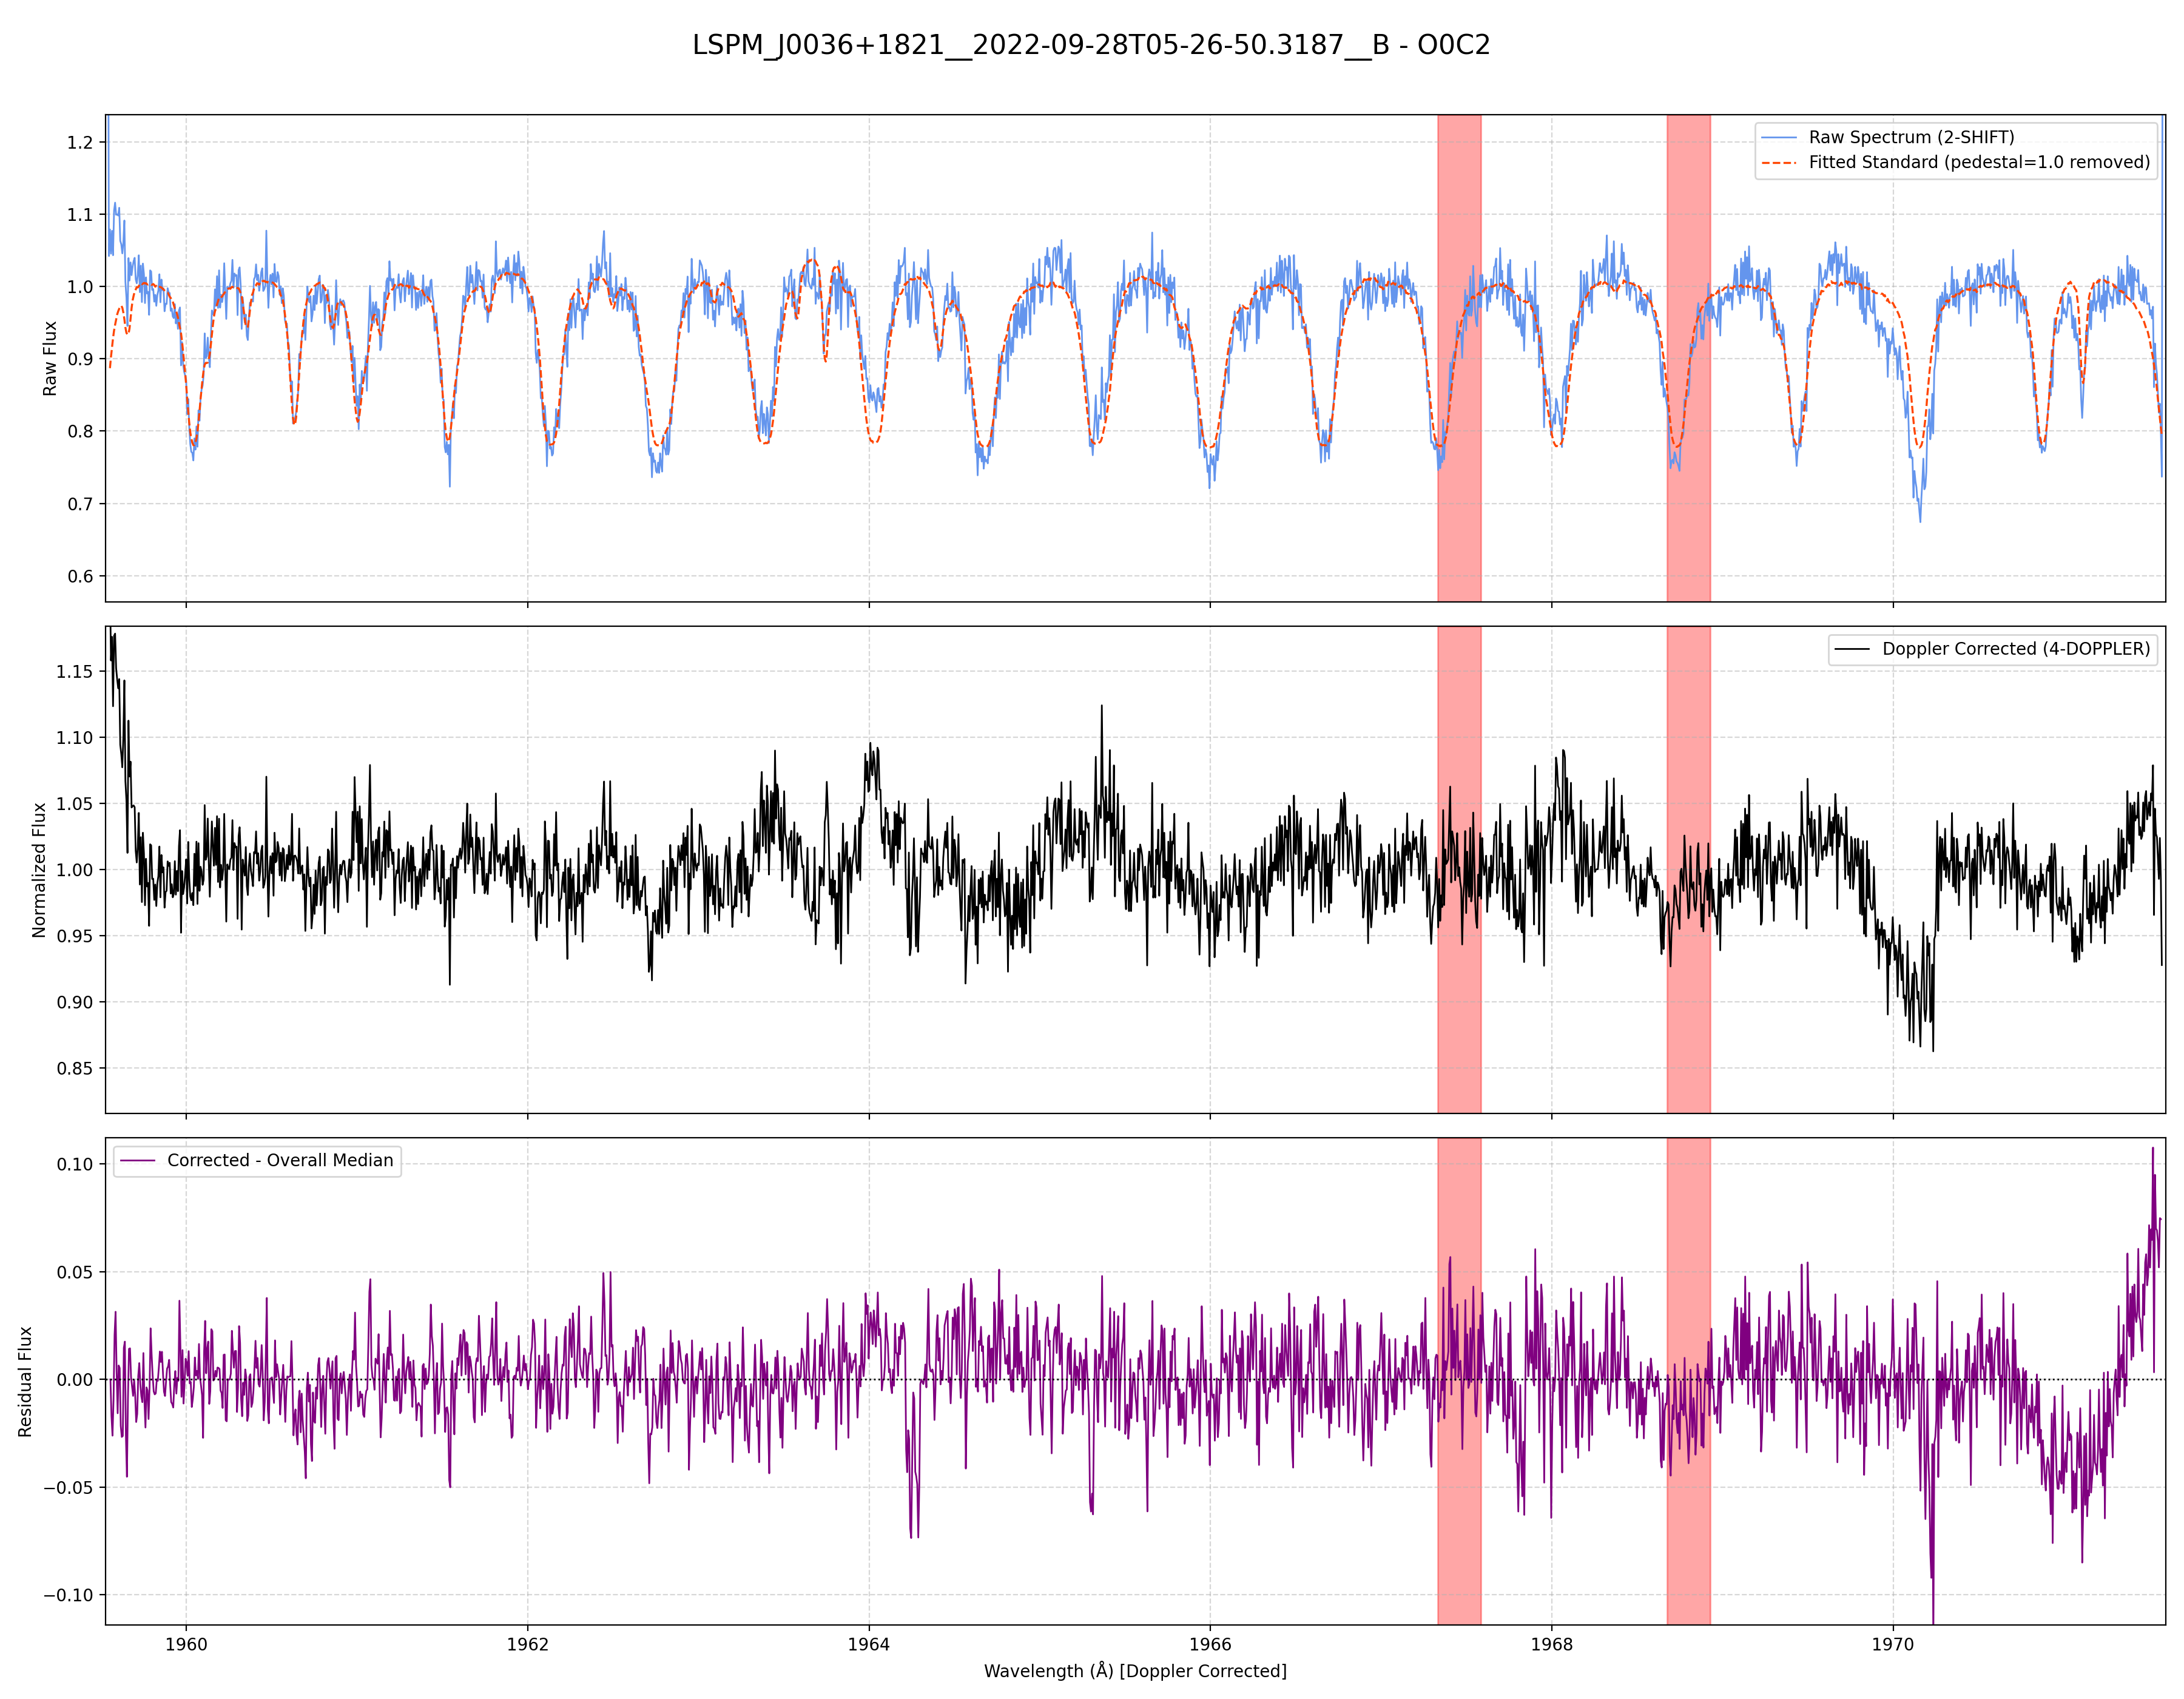 LSPM_J0036+1821__2022-09-28T05-26-50.3187__B - O0C2
1.2
1.1
1.0
0.9
0.8
0.7
0.6
Raw Flux
Raw Spectrum (2-SHIFT)
Fitted Standard (pedestal=1.0 removed)
1.15
1.10
1.05
1.00
0.95
0.90
0.85
Normalized Flux
Doppler Corrected (4-DOPPLER)
0.10
0.05
0.00
−0.05
−0.10
Residual Flux
Corrected - Overall Median
1960 1962 1964 1966 1968 1970
Wavelength (Å) [Doppler Corrected]